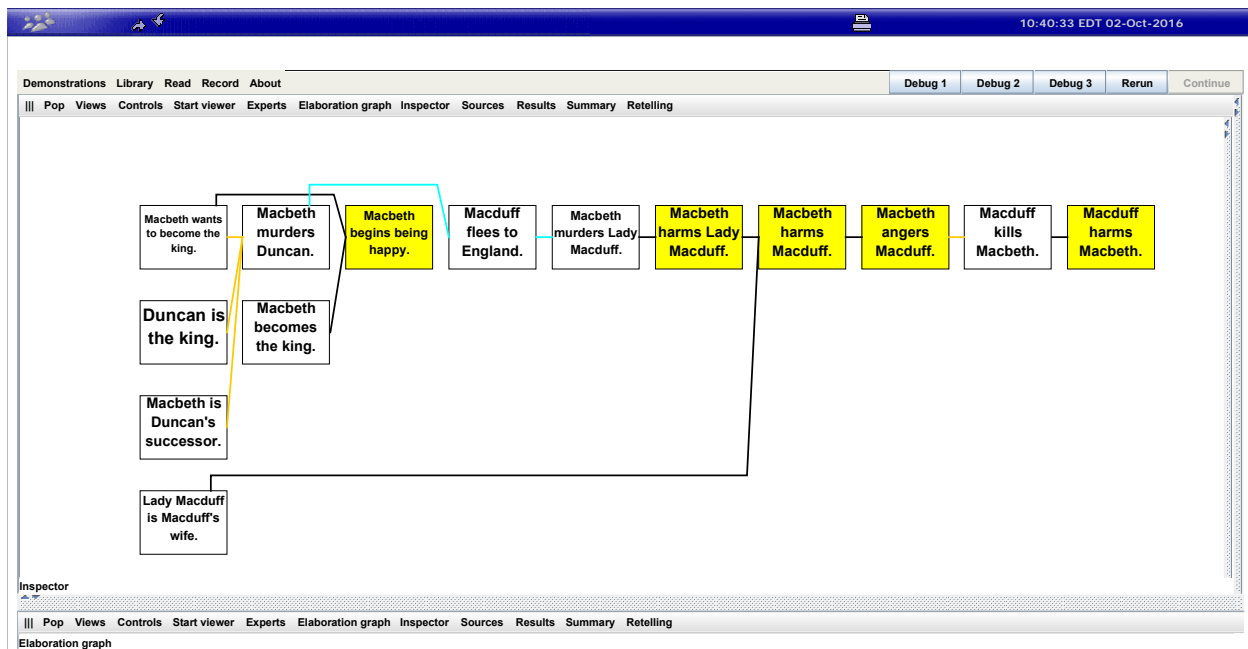 10:40:33 EDT 02-Oct-2016
Demonstrations Library Read Record About
Debug 1 Debug 2 Debug 3 Rerun Continue
||| Pop Views Controls Start viewer Experts Elaboration graph Inspector Sources Results Summary Retelling
Macbeth wants
to become the
king.
Macbeth
murders
Duncan.
Macbeth
begins being
happy.
Macduff
flees to
England.
Macbeth
murders Lady
Macduff.
Macbeth
harms Lady
Macduff.
Macbeth
harms
Macduff.
Macbeth
angers
Macduff.
Macduff
kills
Macbeth.
Macduff
harms
Macbeth.
Duncan is
the king.
Macbeth
becomes
the king.
Macbeth is
Duncan's
successor.
Lady Macduff
is Macduff's
wife.
Inspector
||| Pop Views Controls Start viewer Experts Elaboration graph Inspector Sources Results Summary Retelling
Elaboration graph